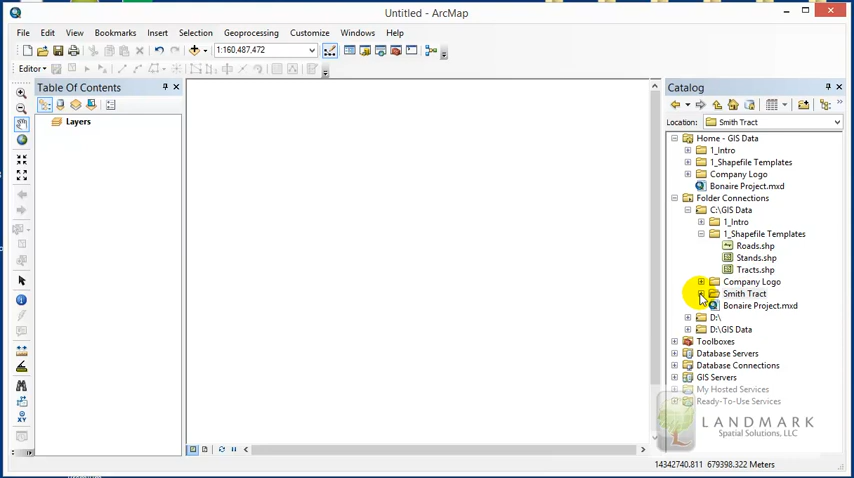 Untitled - ArcMap
File Edit View Bookmarks Insert Selection Geoprocessing Customize Windows Help
1:160,487,472
Editor
Table Of Contents
Layers
Catalog
Location: Smith Tract
Home - GIS Data
1_Intro
1_Shapefile Templates
Company Logo
Bonaire Project.mxd
Folder Connections
C:\GIS Data
1_Intro
1_Shapefile Templates
Roads.shp
Stands.shp
Tracts.shp
Company Logo
Smith Tract
Bonaire Project.mxd
D:\
D:\GIS Data
Toolboxes
Database Servers
Database Connections
GIS Servers
My Hosted Services
Ready-To-Use Services
LANDMARK
Spatial Solutions, LLC
14342740.811 679398.322 Meters